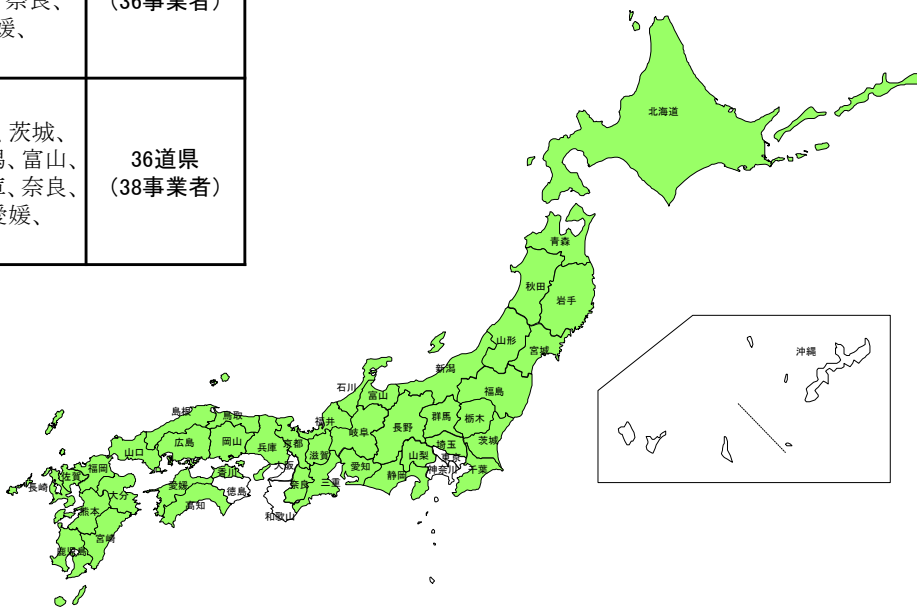 奈良、
媛、
（36事業者）
茨城、
、富山、
、奈良、
愛媛、
36道県
（38事業者）
北海道
青森
秋田
岩手
山形
宮城
新潟
福島
石川
富山
群馬
栃木
長野
茨城
福井
岐阜
埼玉
東京
山梨
神奈川
千葉
静岡
愛知
島根
鳥取
広島
岡山
兵庫
京都
滋賀
山口
大阪
奈良
三重
和歌山
香川
徳島
愛媛
高知
福岡
佐賀
長崎
大分
熊本
宮崎
鹿児島
沖縄